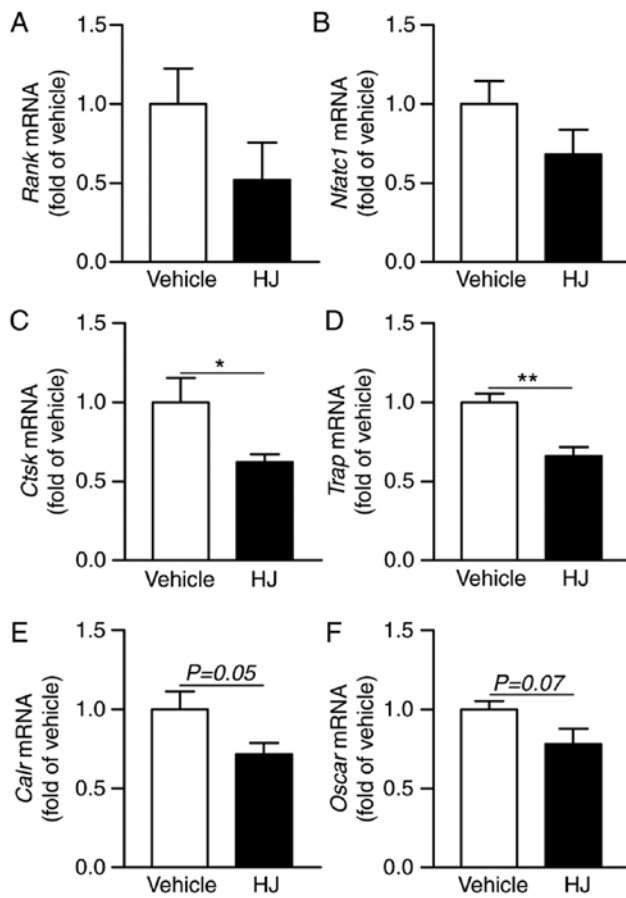 A
Rank mRNA
(fold of vehicle)
1.5
1.0
0.5
0.0
Vehicle HJ
B
Nfatc1 mRNA
(fold of vehicle)
1.5
1.0
0.5
0.0
Vehicle HJ
C
Ctsk mRNA
(fold of vehicle)
1.5
1.0
0.5
0.0
*
Vehicle HJ
D
Trap mRNA
(fold of vehicle)
1.5
1.0
0.5
0.0
**
Vehicle HJ
E
Calr mRNA
(fold of vehicle)
1.5
1.0
0.5
0.0
P=0.05
Vehicle HJ
F
Oscar mRNA
(fold of vehicle)
1.5
1.0
0.5
0.0
P=0.07
Vehicle HJ